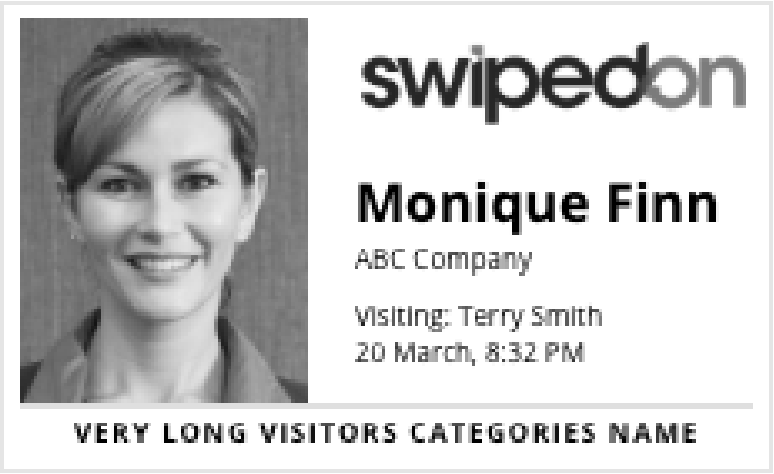 swipedon
Monique Finn
ABC Company
Visiting: Terry Smith
20 March, 8:32 PM
VERY LONG VISITORS CATEGORIES NAME